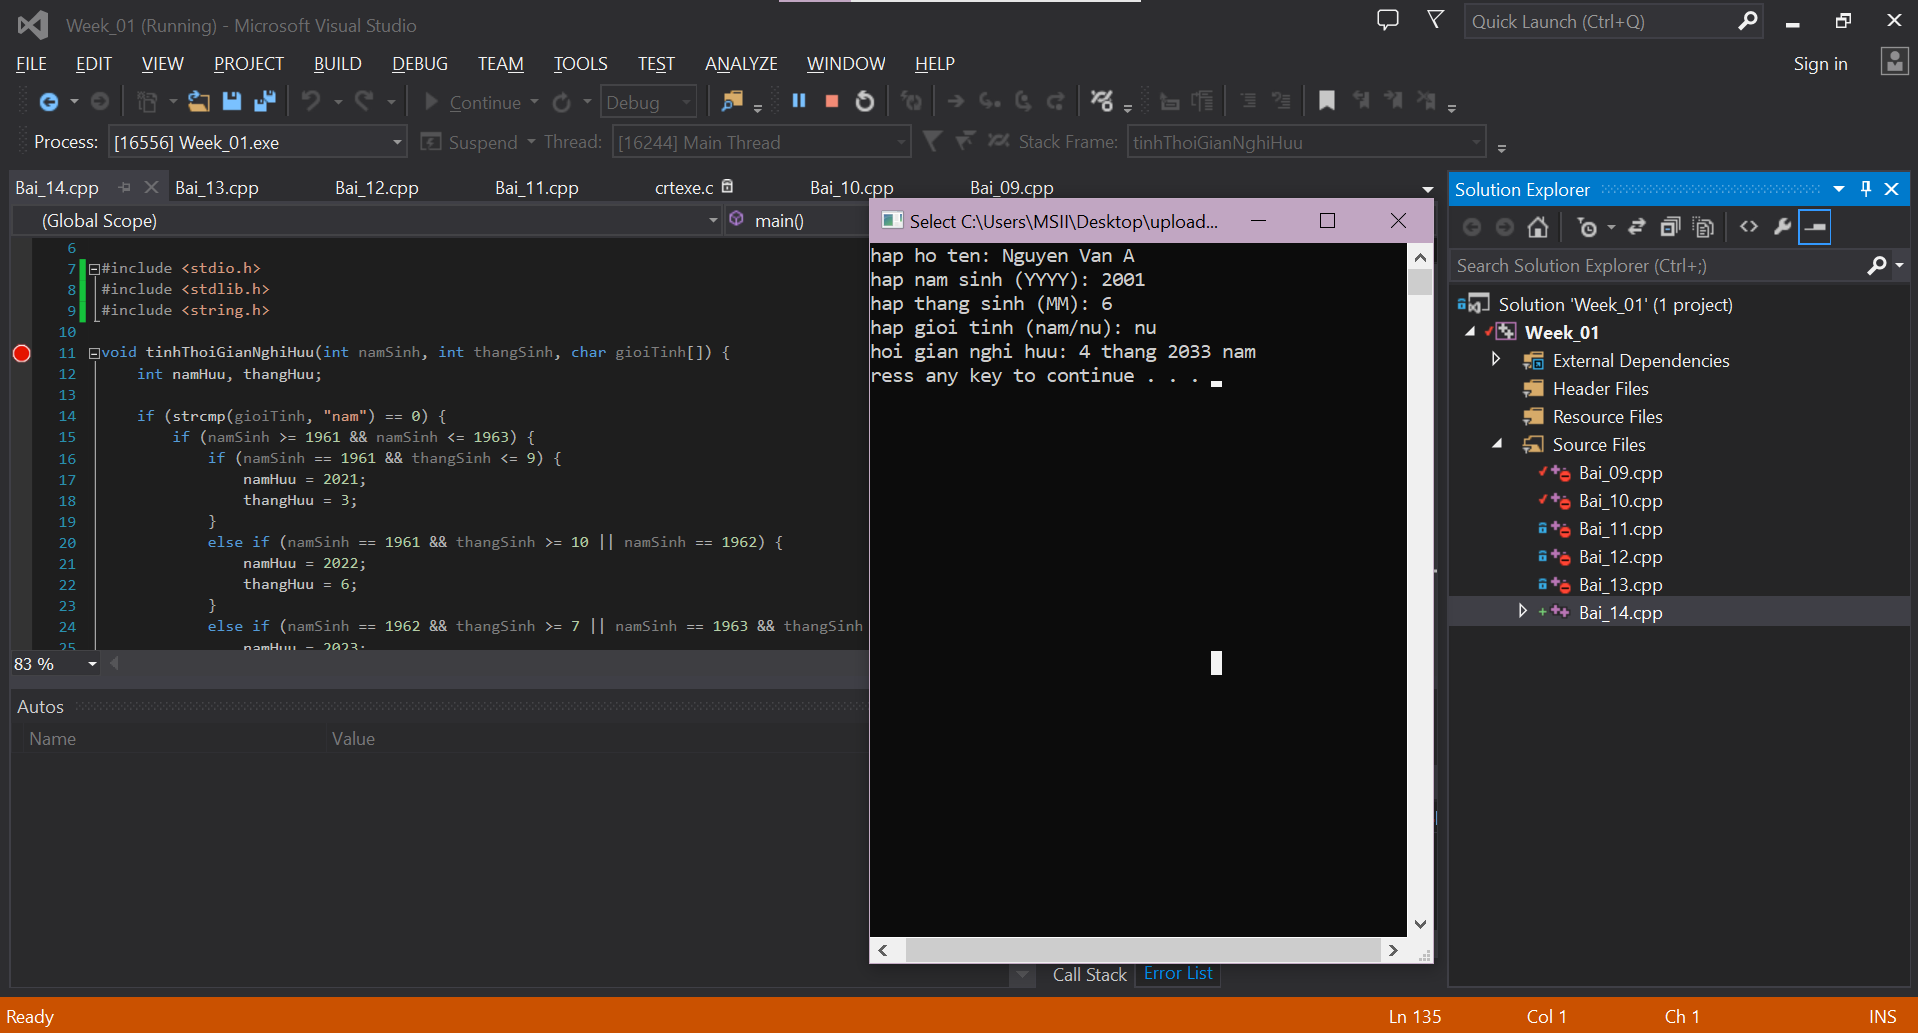 Week_01 (Running) - Microsoft Visual Studio
Quick Launch (Ctrl+Q)
FILE EDIT VIEW PROJECT BUILD DEBUG TEAM TOOLS TEST ANALYZE WINDOW HELP
Sign in
Continue Debug
Process: [16556] Week_01.exe Suspend Thread: [16244] Main Thread Stack Frame: tinhThoiGianNghiHuu
Bai_14.cpp Bai_13.cpp Bai_12.cpp Bai_11.cpp crtexe.c Bai_10.cpp Bai_09.cpp
(Global Scope) main()
6
7 #include <stdio.h>
8 #include <stdlib.h>
9 #include <string.h>
10
11 void tinhThoiGianNghiHuu(int namSinh, int thangSinh, char gioiTinh[]) {
12 int namHuu, thangHuu;
13
14 if (strcmp(gioiTinh, "nam") == 0) {
15 if (namSinh >= 1961 && namSinh <= 1963) {
16 if (namSinh == 1961 && thangSinh <= 9) {
17 namHuu = 2021;
18 thangHuu = 3;
19 }
20 else if (namSinh == 1961 && thangSinh >= 10 || namSinh == 1962) {
21 namHuu = 2022;
22 thangHuu = 6;
23 }
24 else if (namSinh == 1962 && thangSinh >= 7 || namSinh == 1963 && thangSinh
25 namHuu = 2023;
83 %
Autos
Name Value
Select C:\Users\MSII\Desktop\upload...
hap ho ten: Nguyen Van A
hap nam sinh (YYYY): 2001
hap thang sinh (MM): 6
hap gioi tinh (nam/nu): nu
hoi gian nghi huu: 4 thang 2033 nam
ress any key to continue . . .
Call Stack Error List
Solution Explorer
Search Solution Explorer (Ctrl+;)
Solution 'Week_01' (1 project)
Week_01
External Dependencies
Header Files
Resource Files
Source Files
Bai_09.cpp
Bai_10.cpp
Bai_11.cpp
Bai_12.cpp
Bai_13.cpp
Bai_14.cpp
Ready Ln 135 Col 1 Ch 1 INS